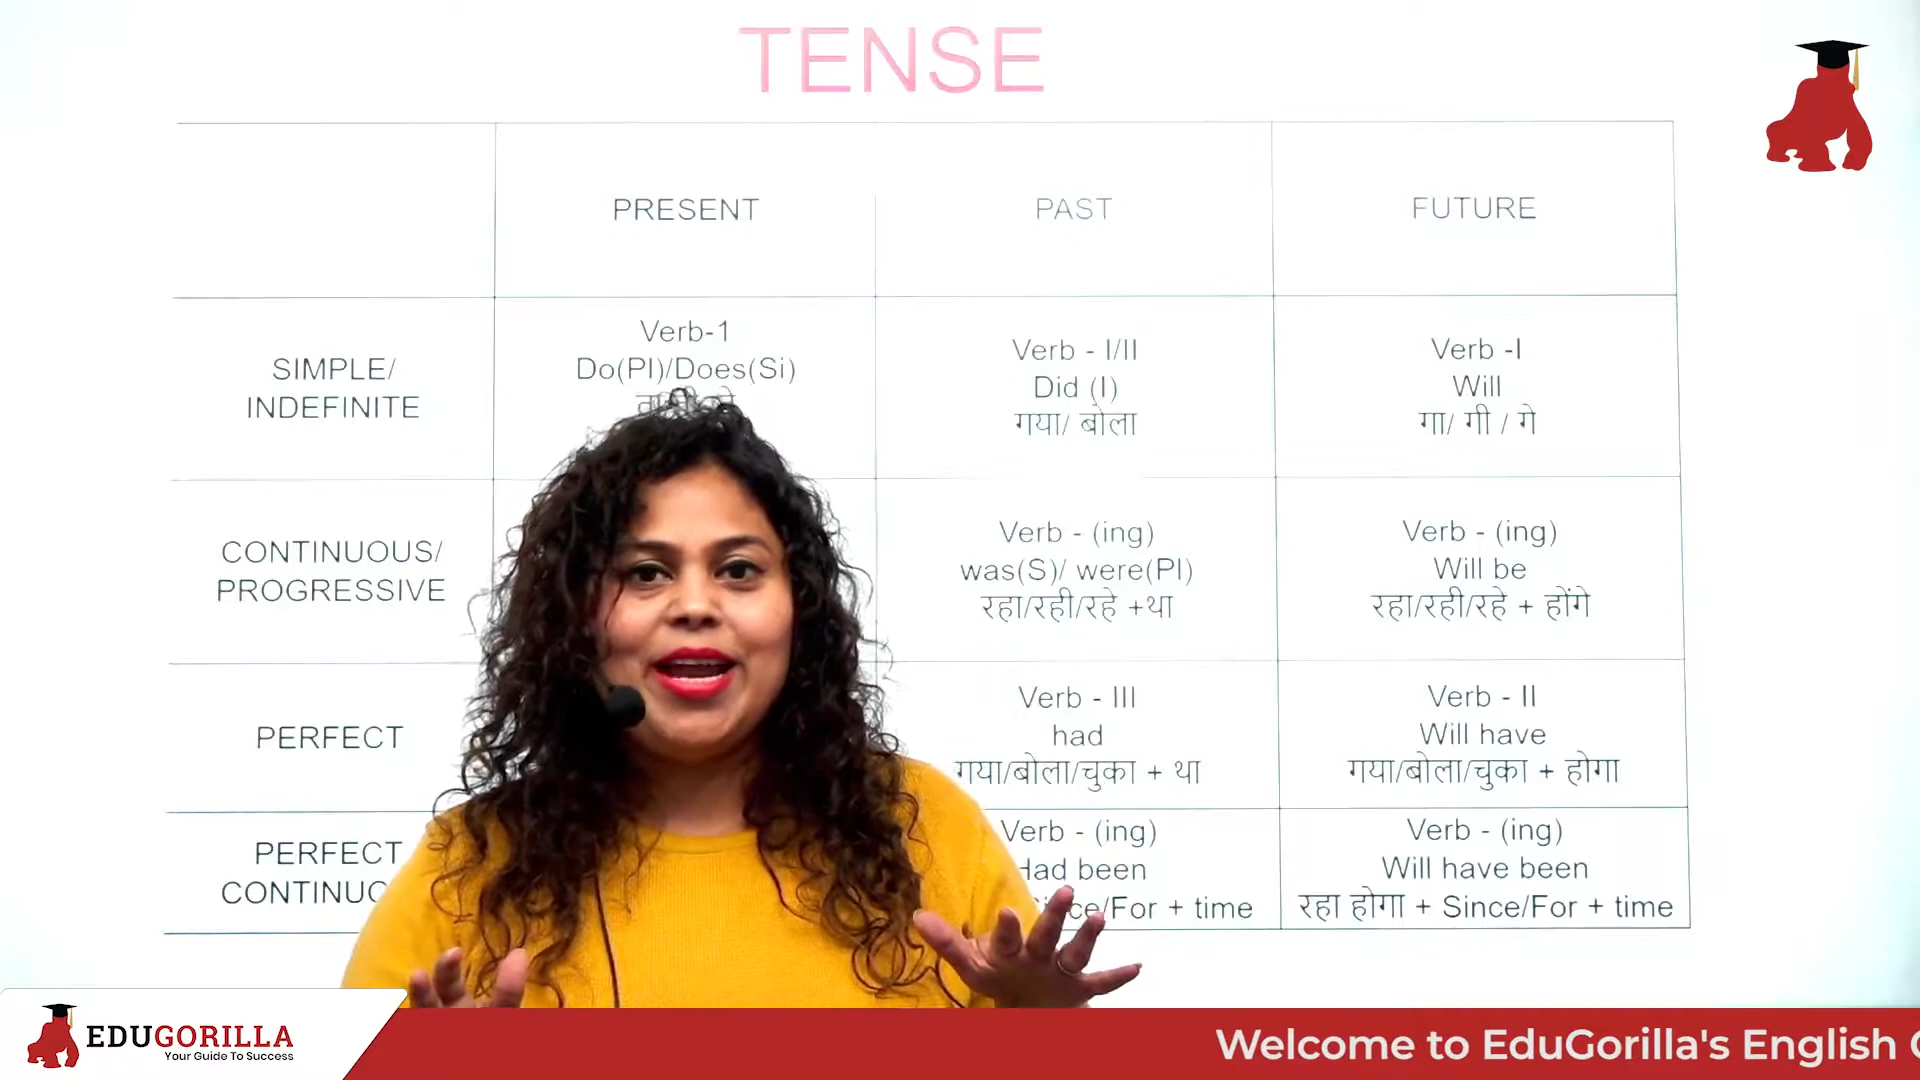 TENSE
PRESENT
PAST
FUTURE
SIMPLE/
INDEFINITE
Verb-1
Do(Pl)/Does(Si)
Verb - I/II
Did (I)
गया/ बोला
Verb -I
Will
गा/ गी / गे
CONTINUOUS/
PROGRESSIVE
Verb - (ing)
was(S)/ were(Pl)
रहा/रही/रहे +था
Verb - (ing)
Will be
रहा/रही/रहे + होंगे
PERFECT
Verb - III
had
गया/बोला/चुका + था
Verb - II
Will have
गया/बोला/चुका + होगा
PERFECT
Verb - (ing)
been
/For + time
Verb - (ing)
Will have been
रहा होगा + Since/For + time
EDUGORILLA
Your Guide To Success
Welcome to EduGorilla's English